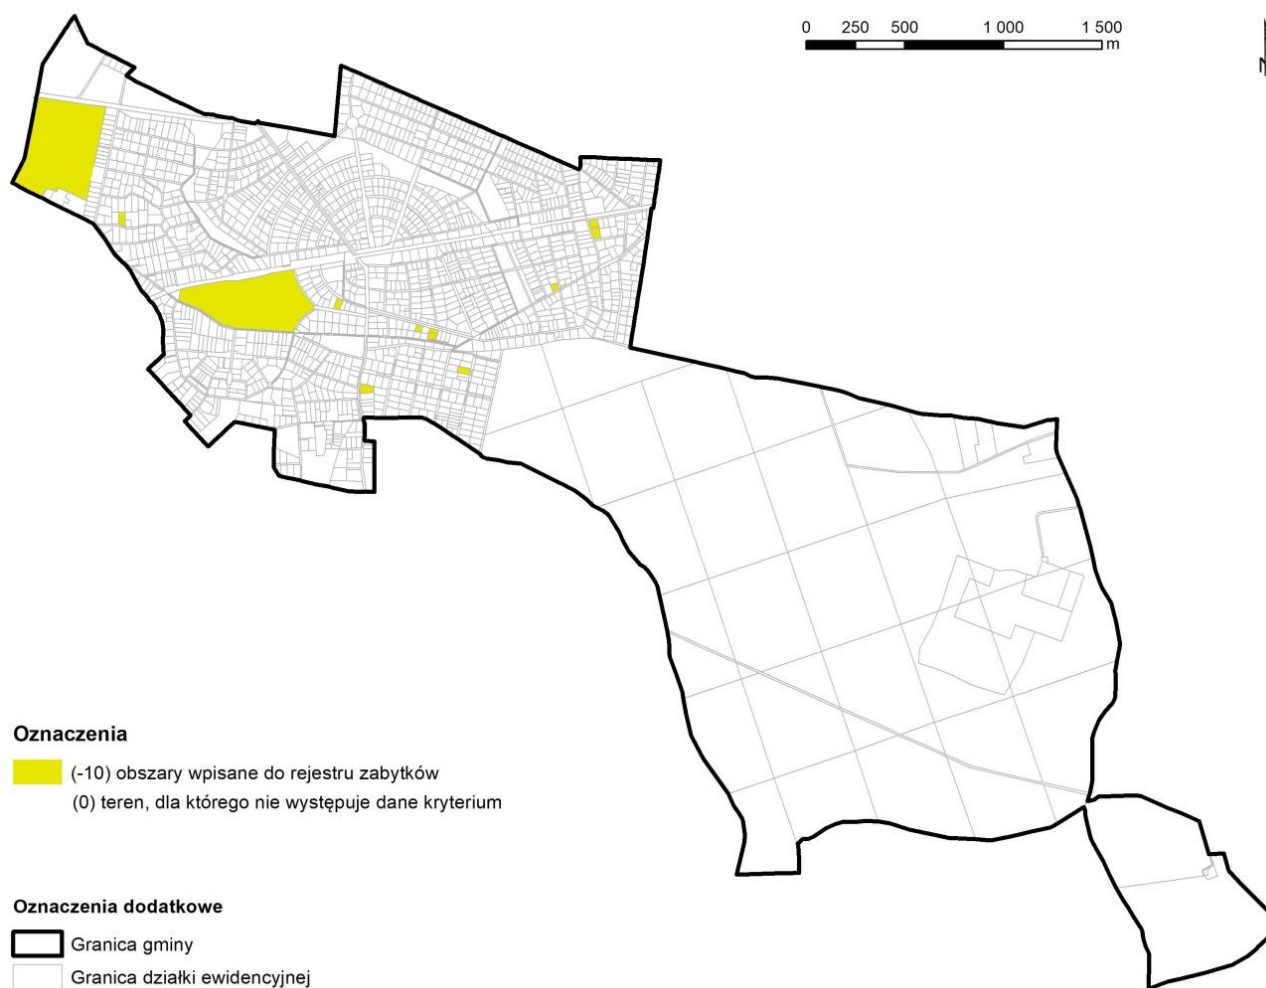 0 250 500 1 000 1 500
m
Oznaczenia
(-10) obszary wpisane do rejestru zabytków
(0) teren, dla którego nie występuje dane kryterium
Oznaczenia dodatkowe
Granica gminy
Granica działki ewidencyjnej